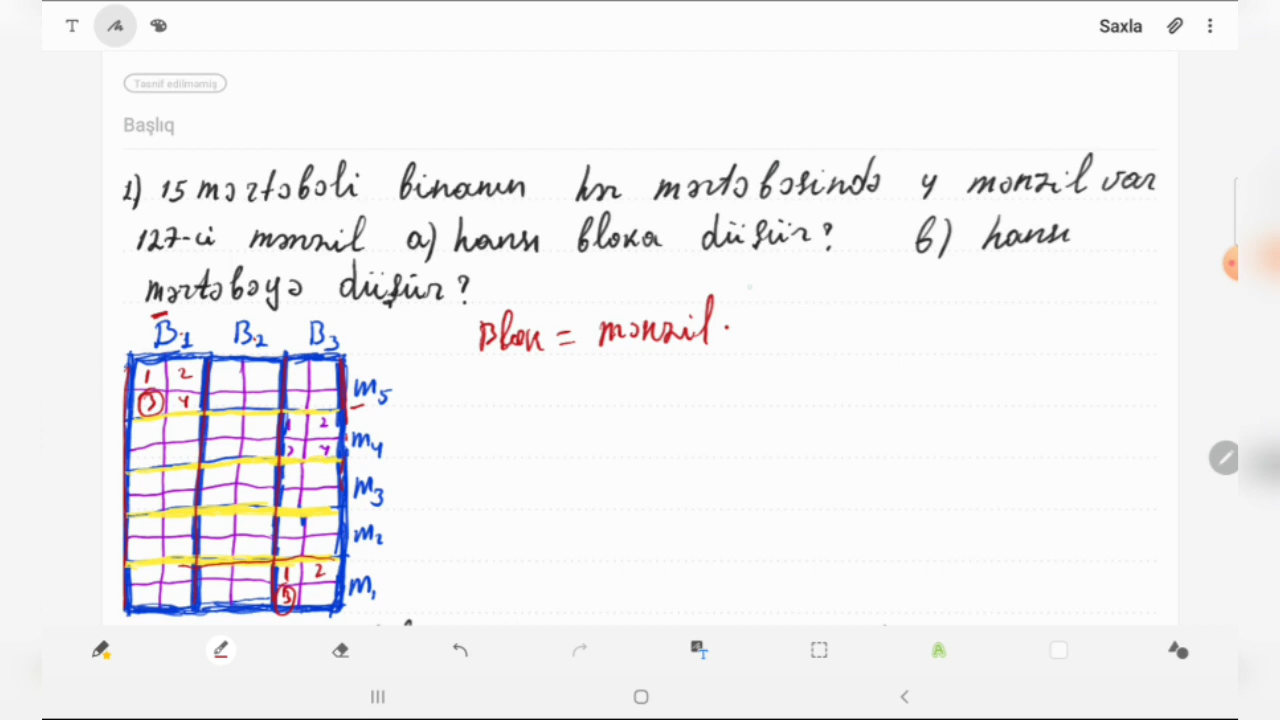 T
Saxla
Təsnif edilməmiş
Başlıq
1) 15 mərtəbəli binanın hər mərtəbəsində 4 mənzil var
127-ci mənzil a) hansı bloka düşür? b) hansı
mərtəbəyə düşür?
B1 B2 B3
Blok = mənzil.
1 2
3 4
m5
1 2
3 4
m4
m3
m2
1 2
3
m1